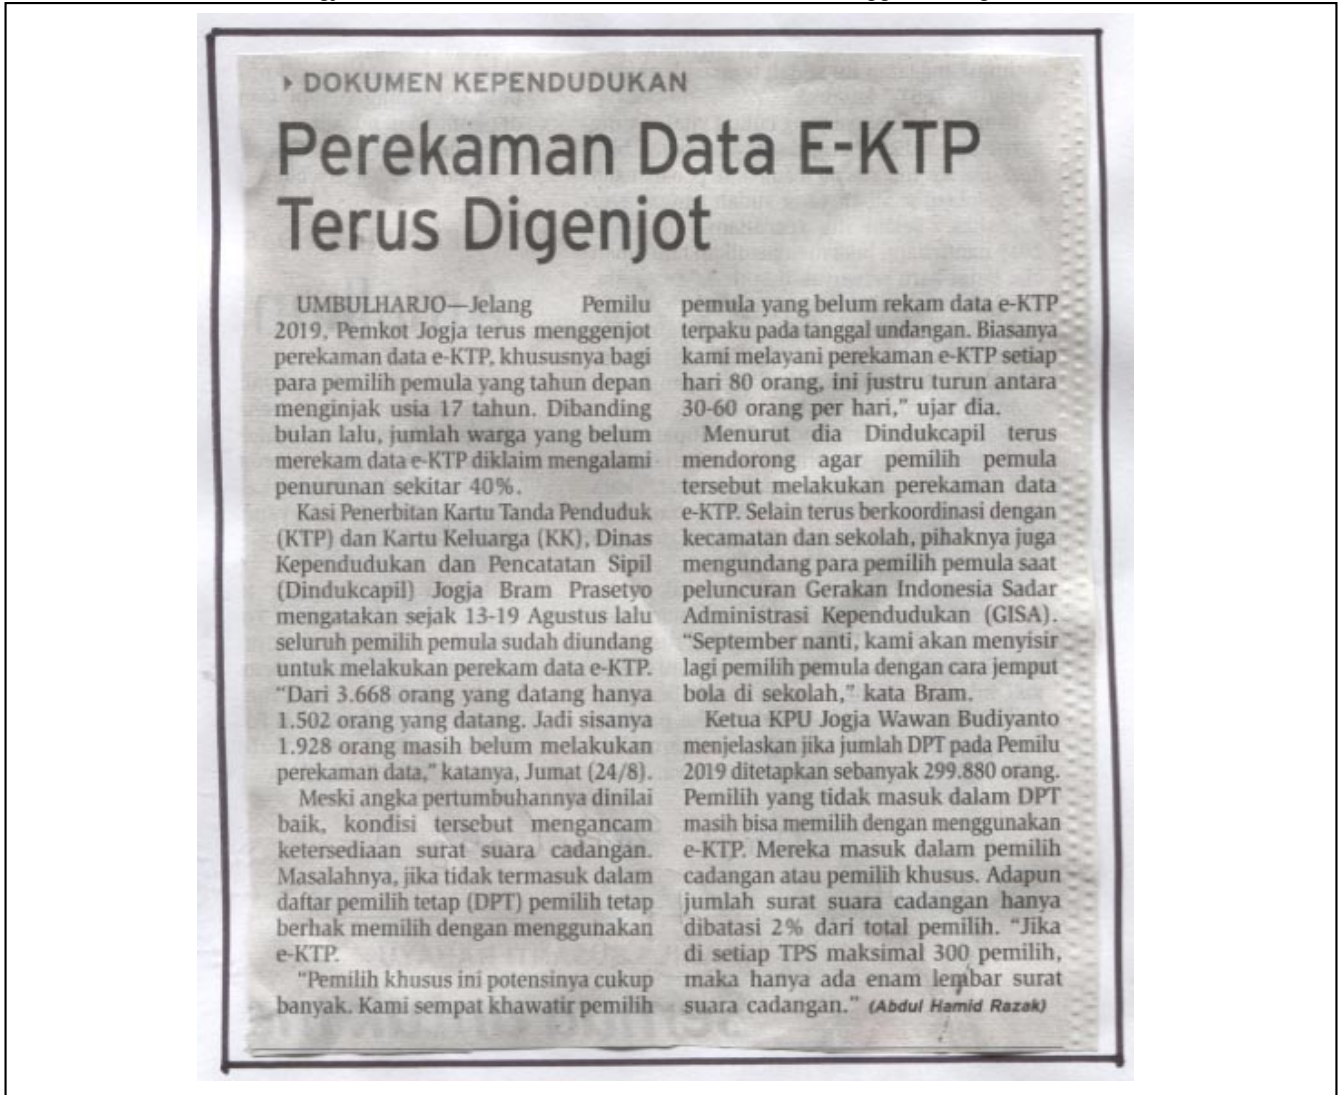 DOKUMEN KEPENDUDUKAN
Perekaman Data E-KTP
Terus Digenjot
UMBULHARJO—Jelang Pemilu
2019, Pemkot Jogja terus menggenjot
perekaman data e-KTP, khususnya bagi
para pemilih pemula yang tahun depan
menginjak usia 17 tahun. Dibanding
bulan lalu, jumlah warga yang belum
merekam data e-KTP diklaim mengalami
penurunan sekitar 40%.
Kasi Penerbitan Kartu Tanda Penduduk
(KTP) dan Kartu Keluarga (KK), Dinas
Kependudukan dan Pencatatan Sipil
(Dindukcapil) Jogja Bram Prasetyo
mengatakan sejak 13-19 Agustus lalu
seluruh pemilih pemula sudah diundang
untuk melakukan perekam data e-KTP.
“Dari 3.668 orang yang datang hanya
1.502 orang yang datang. Jadi sisanya
1.928 orang masih belum melakukan
perekaman data,” katanya, Jumat (24/8).
Meski angka pertumbuhannya dinilai
baik, kondisi tersebut mengancam
ketersediaan surat suara cadangan.
Masalahnya, jika tidak termasuk dalam
daftar pemilih tetap (DPT) pemilih tetap
berhak memilih dengan menggunakan
e-KTP.
“Pemilih khusus ini potensinya cukup
banyak. Kami sempat khawatir pemilih
pemula yang belum rekam data e-KTP
terpaku pada tanggal undangan. Biasanya
kami melayani perekaman e-KTP setiap
hari 80 orang, ini justru turun antara
30-60 orang per hari,” ujar dia.
Menurut dia Dindukcapil terus
mendorong agar pemilih pemula
tersebut melakukan perekaman data
e-KTP. Selain terus berkoordinasi dengan
kecamatan dan sekolah, pihaknya juga
mengundang para pemilih pemula saat
peluncuran Gerakan Indonesia Sadar
Administrasi Kependudukan (GISA).
“September nanti, kami akan menyisir
lagi pemilih pemula dengan cara jemput
bola di sekolah,” kata Bram.
Ketua KPU Jogja Wawan Budiyanto
menjelaskan jika jumlah DPT pada Pemilu
2019 ditetapkan sebanyak 299.880 orang.
Pemilih yang tidak masuk dalam DPT
masih bisa memilih dengan menggunakan
e-KTP. Mereka masuk dalam pemilih
cadangan atau pemilih khusus. Adapun
jumlah surat suara cadangan hanya
dibatasi 2% dari total pemilih. “Jika
di setiap TPS maksimal 300 pemilih,
maka hanya ada enam lembar surat
suara cadangan.” (Abdul Hamid Razak)